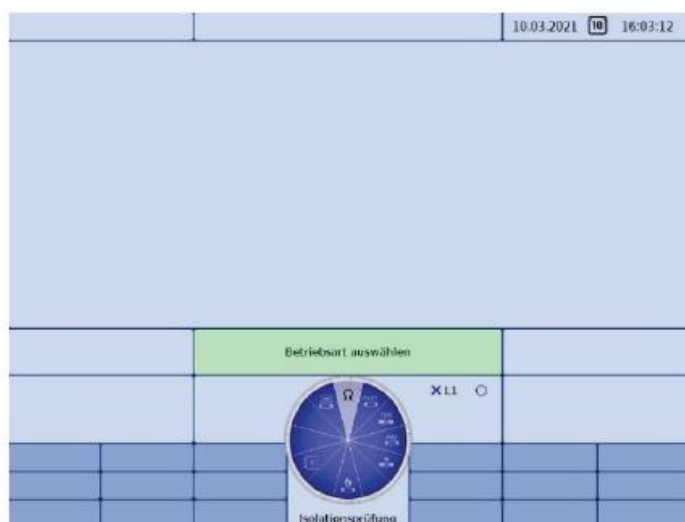 10.03.2021 10 16:03:12
Betriebsart auswählen
Ω
X L1
Isolationsprüfung